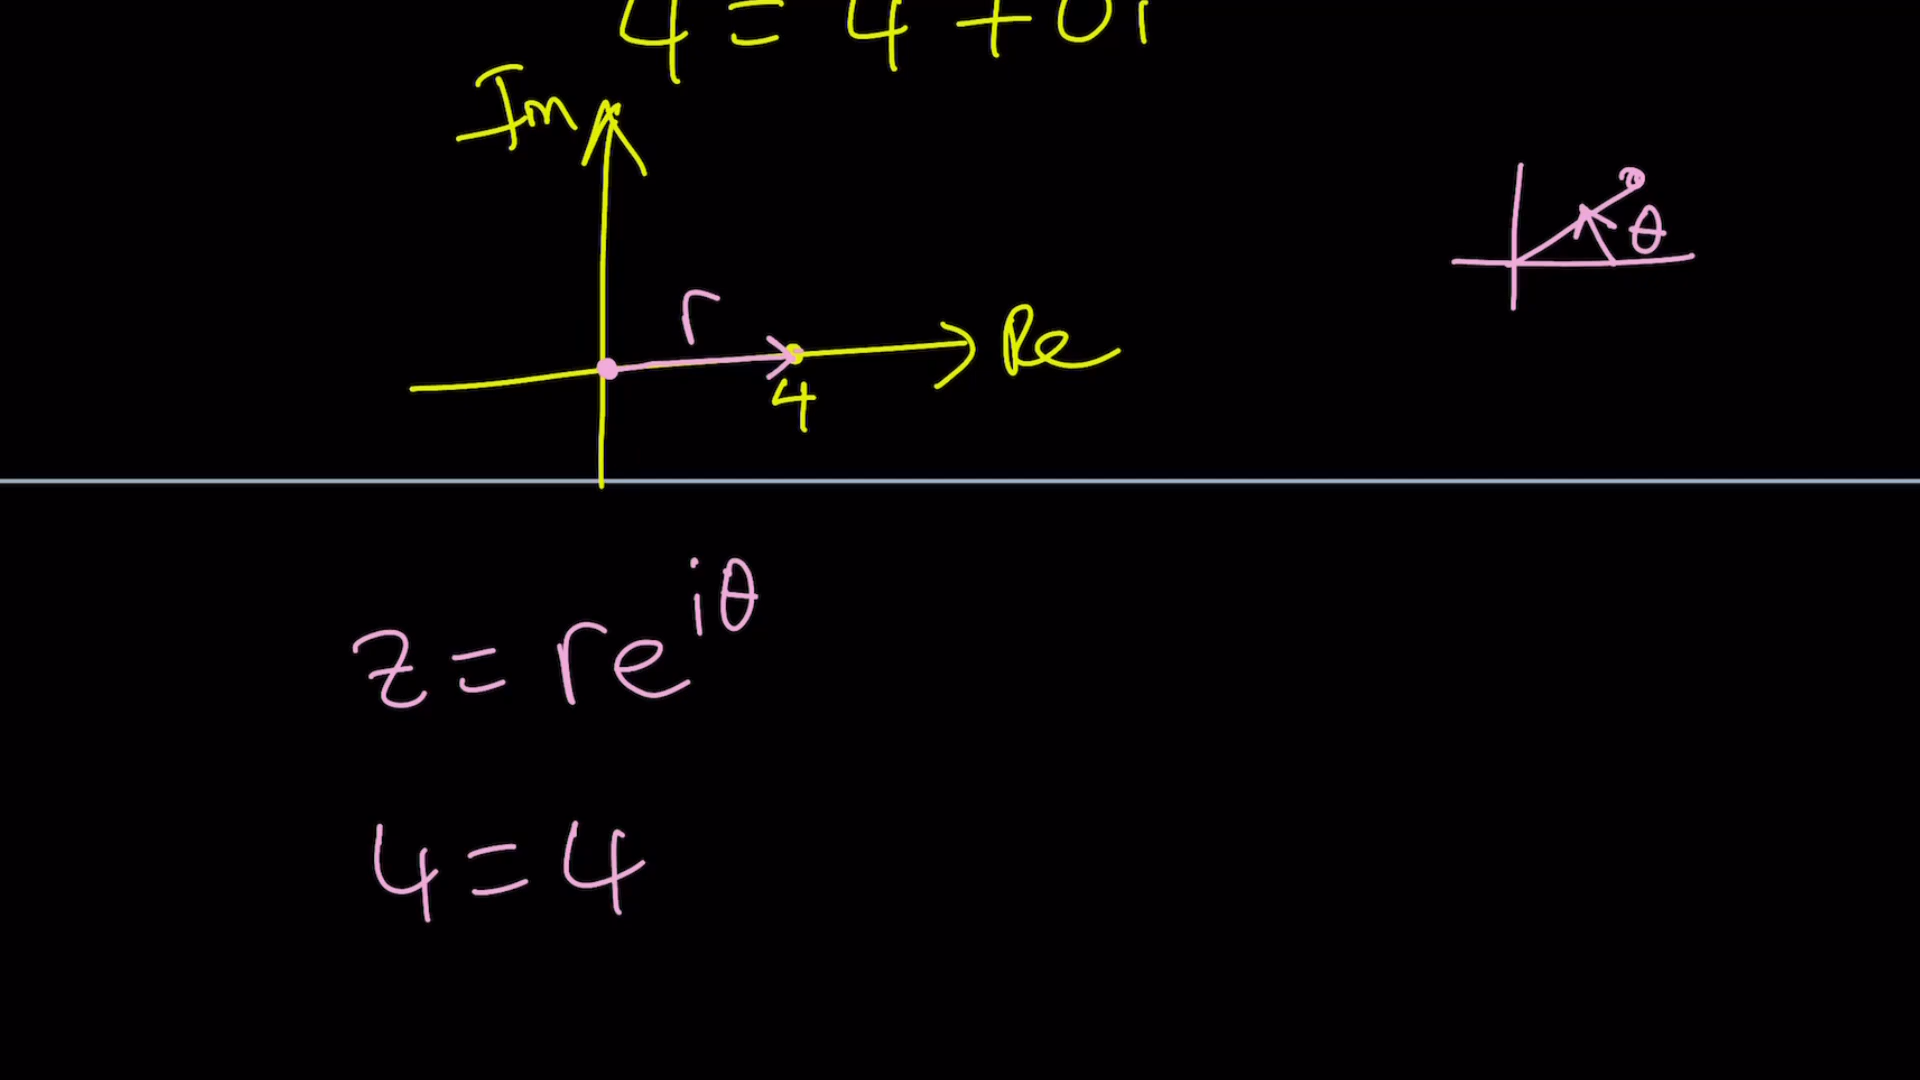 4 = 4 + 0i
Im
θ
r
Re
4
z = re^{iθ}
4 = 4